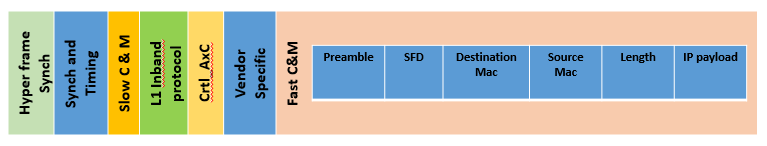 Hyper frame
Synch
Synch and
Timing
Slow C & M
L1 Inband
protocol
Crtl_AxC
Vendor
Specific
Fast C&M
Preamble
SFD
Destination
Mac
Source
Mac
Length
IP payload